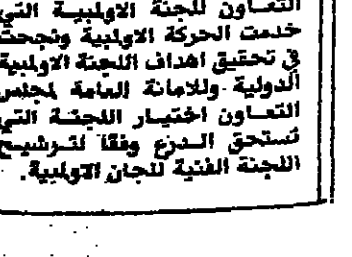 التعاون للجنة الاولمبية التي
خدمت الحركة الاولمبية ونجحت
في تحقيق اهداف اللجنة الاولمبية
الدولية وللامانة العامة لمجلس
التعاون اختيار اللجنة التي
تستحق الدرع وفقا لترشيح
اللجنة الفنية للجان الاولمبية.